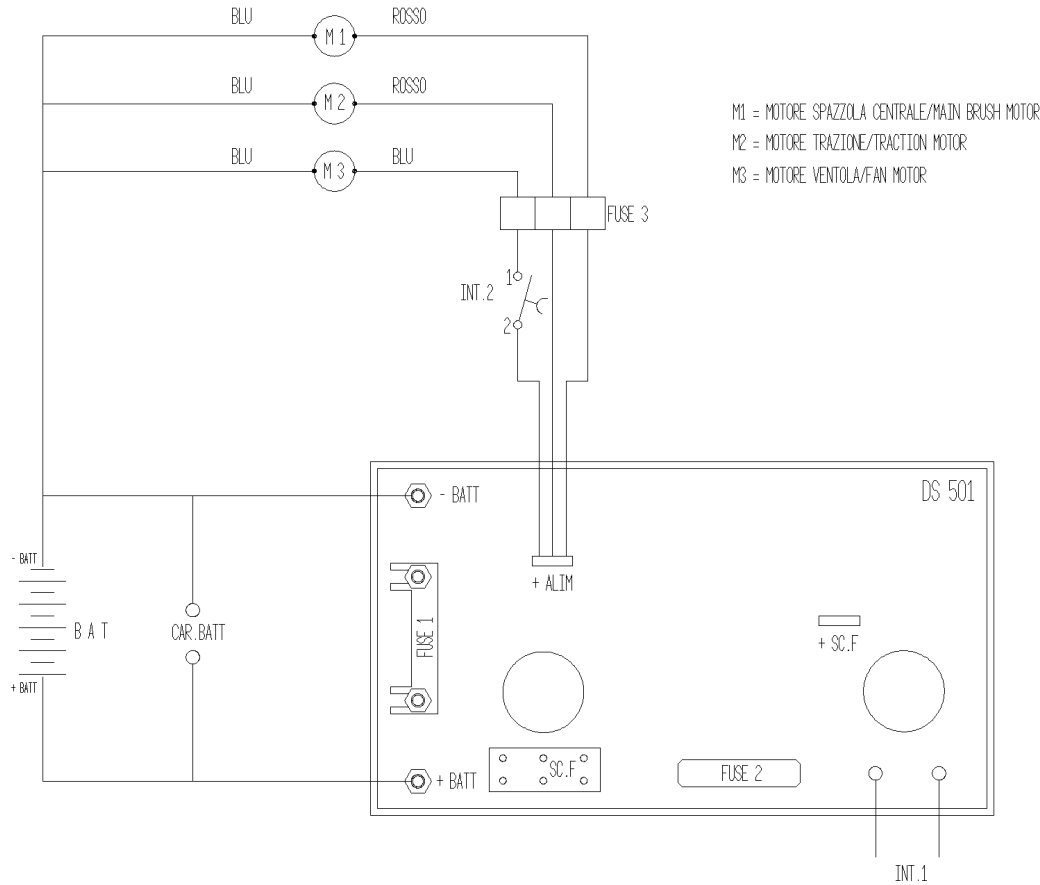 BLU
M 1
ROSSO
BLU
M 2
ROSSO
M1 = MOTORE SPAZZOLA CENTRALE/MAIN BRUSH MOTOR
M2 = MOTORE TRAZIONE/TRACTION MOTOR
M3 = MOTORE VENTOLA/FAN MOTOR
BLU
M 3
BLU
FUSE 3
1
INT.2
2
- BATT
DS 501
- BATT
+ ALIM
B A T
CAR.BATT
FUSE 1
+ SC.F
+ BATT
+ BATT
SC.F
FUSE 2
INT.1